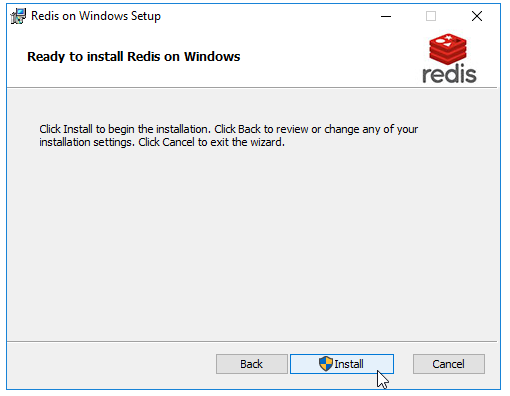 Redis on Windows Setup
Ready to install Redis on Windows
redis
Click Install to begin the installation. Click Back to review or change any of your
installation settings. Click Cancel to exit the wizard.
Back
Install
Cancel